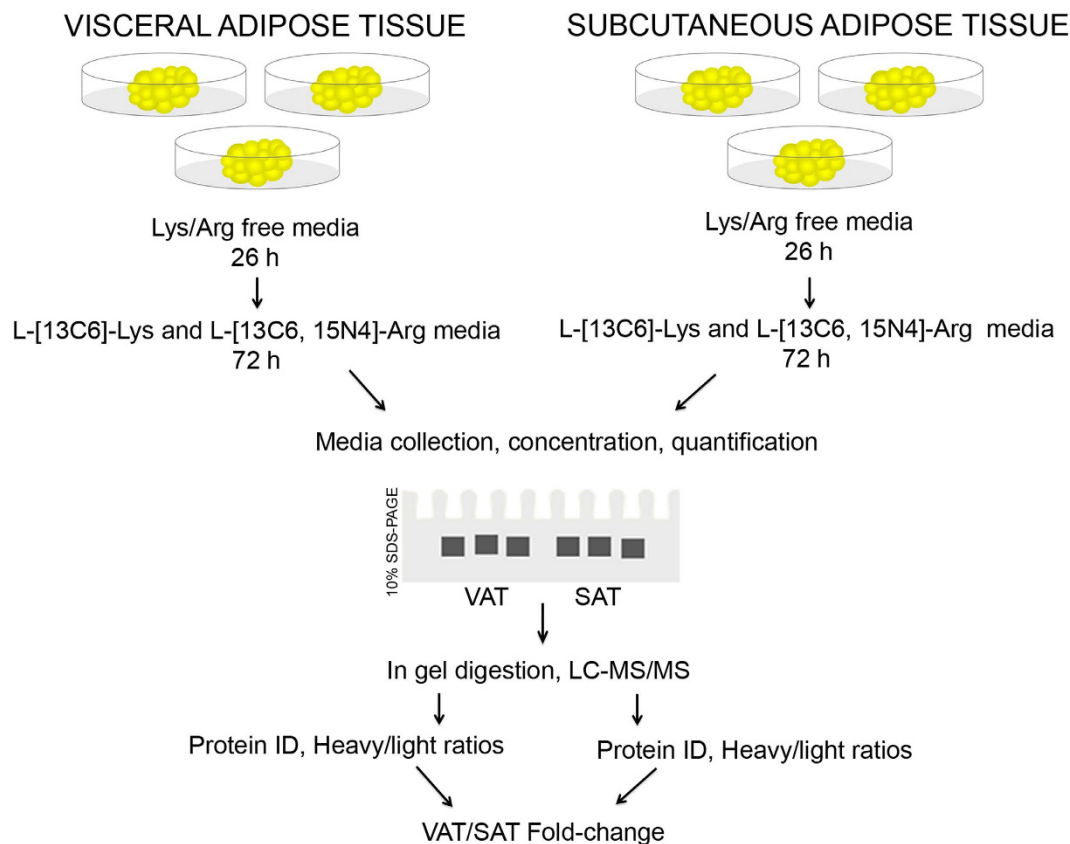 VISCERAL ADIPOSE TISSUE
SUBCUTANEOUS ADIPOSE TISSUE
Lys/Arg free media
26 h
Lys/Arg free media
26 h
L-[13C6]-Lys and L-[13C6, 15N4]-Arg media
72 h
L-[13C6]-Lys and L-[13C6, 15N4]-Arg media
72 h
Media collection, concentration, quantification
10% SDS-PAGE
VAT
SAT
In gel digestion, LC-MS/MS
Protein ID, Heavy/light ratios
Protein ID, Heavy/light ratios
VAT/SAT Fold-change